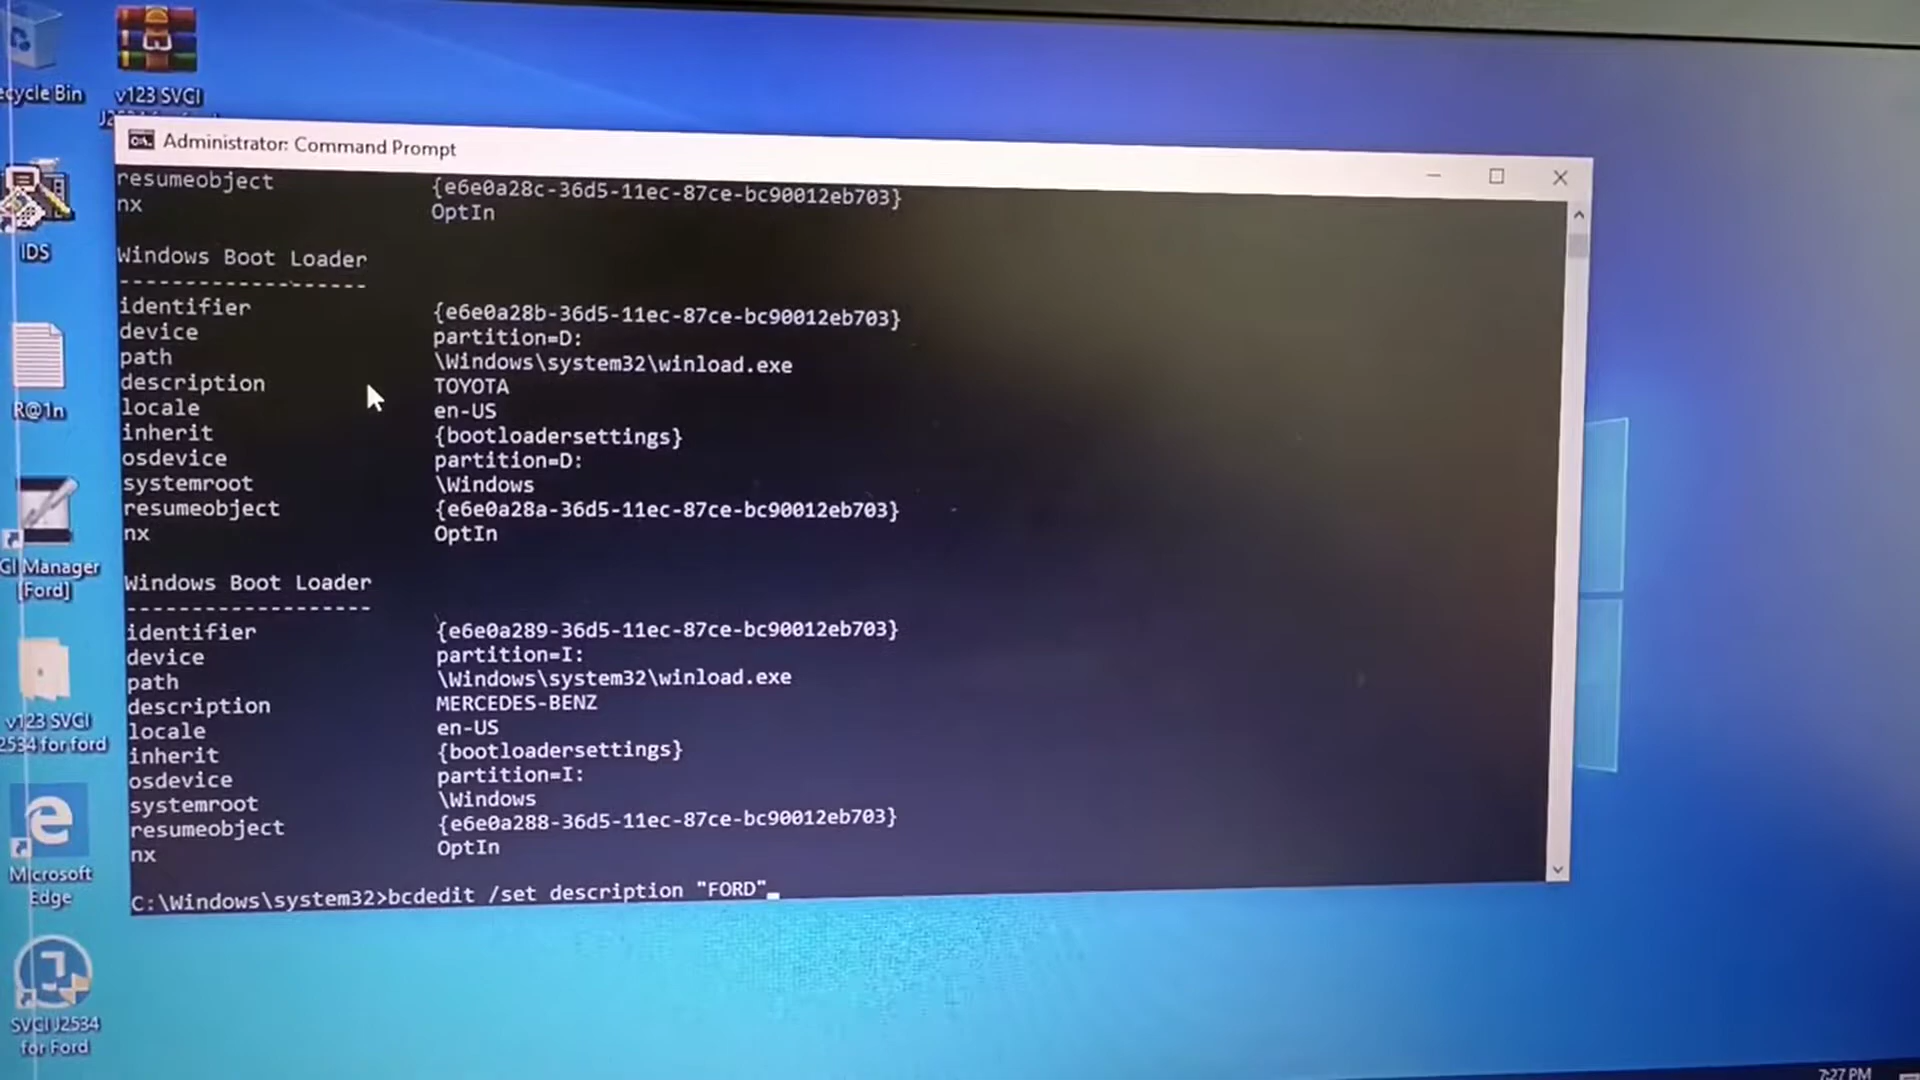 ecycle Bin
v123 SVGI
Administrator: Command Prompt
resumeobject {e6e0a28c-36d5-11ec-87ce-bc90012eb703}
nx OptIn
Windows Boot Loader
-------------------
identifier {e6e0a28b-36d5-11ec-87ce-bc90012eb703}
device partition=D:
path \Windows\system32\winload.exe
description TOYOTA
locale en-US
inherit {bootloadersettings}
osdevice partition=D:
systemroot \Windows
resumeobject {e6e0a28a-36d5-11ec-87ce-bc90012eb703}
nx OptIn
Windows Boot Loader
-------------------
identifier {e6e0a289-36d5-11ec-87ce-bc90012eb703}
device partition=I:
path \Windows\system32\winload.exe
description MERCEDES-BENZ
locale en-US
inherit {bootloadersettings}
osdevice partition=I:
systemroot \Windows
resumeobject {e6e0a288-36d5-11ec-87ce-bc90012eb703}
nx OptIn
C:\Windows\system32>bcdedit /set description "FORD"
IDS
R@1n
GI Manager
[Ford]
v123 SVGI
2534 for ford
Microsoft
Edge
SVCI J2534
for Ford
7:27 PM